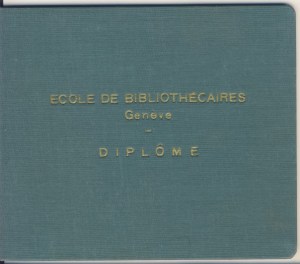 ECOLE DE BIBLIOTHÉCAIRES
Genève
–
DIPLÔME